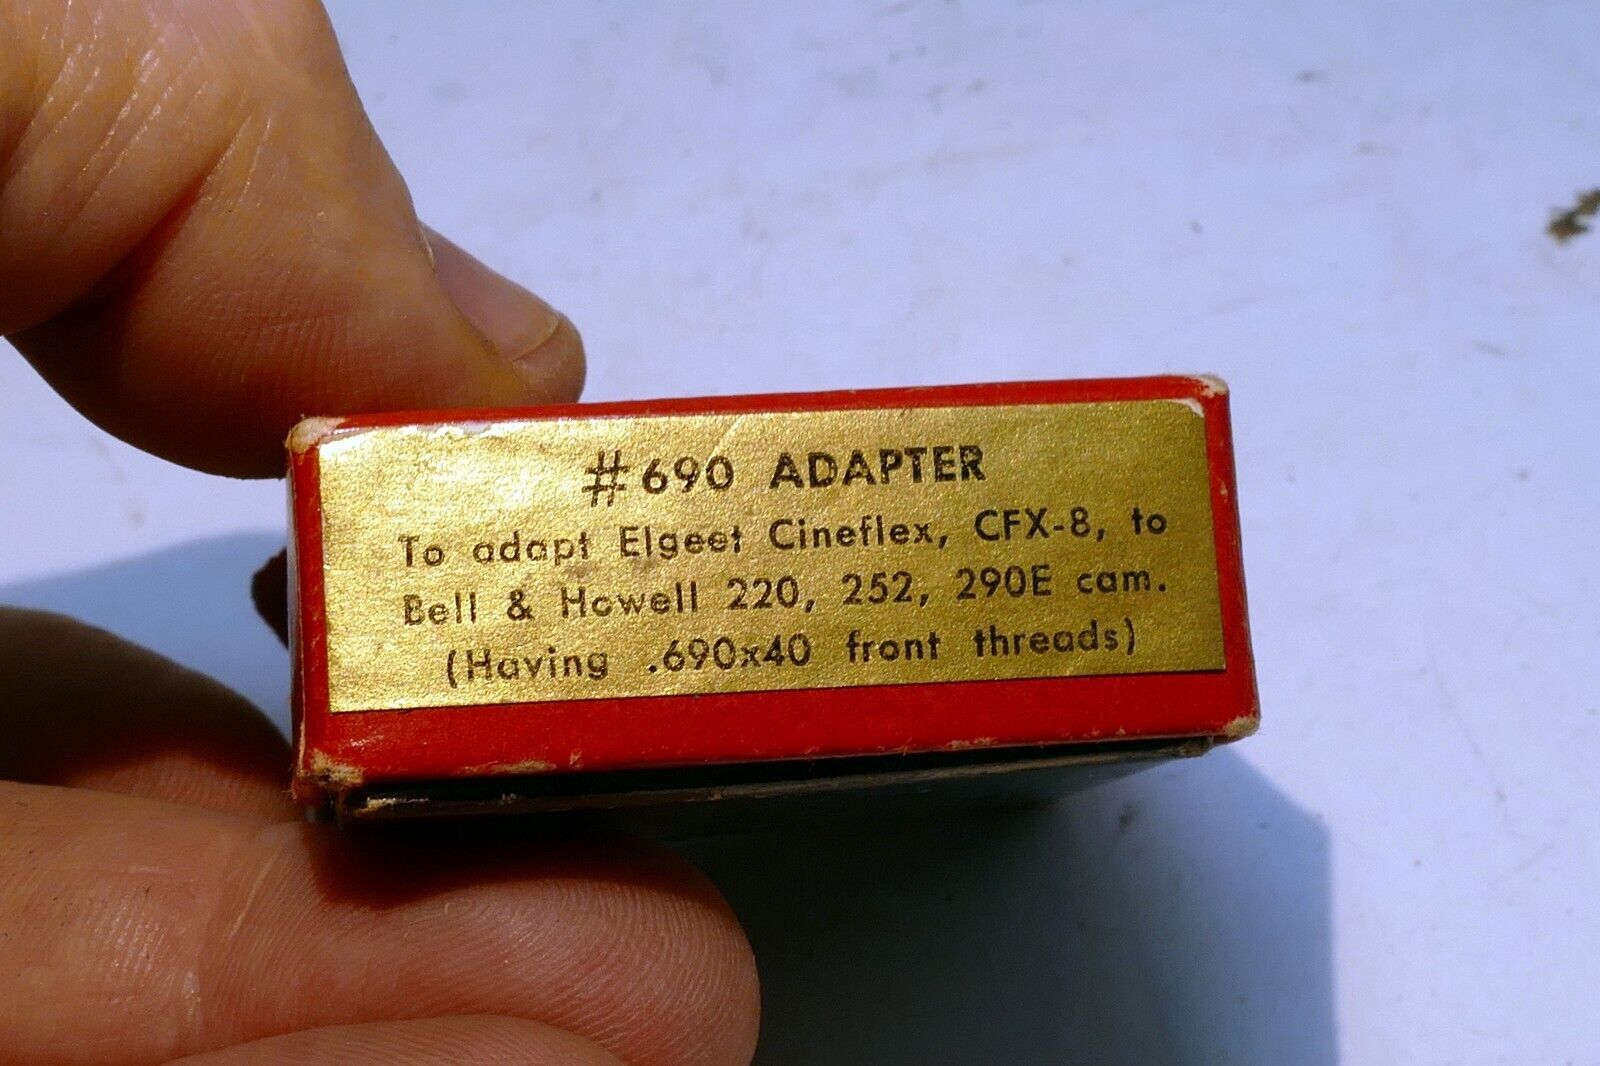 #690 ADAPTER
To adapt Elgeet Cineflex, CFX-8, to
Bell & Howell 220, 252, 290E cam.
(Having .690x40 front threads)